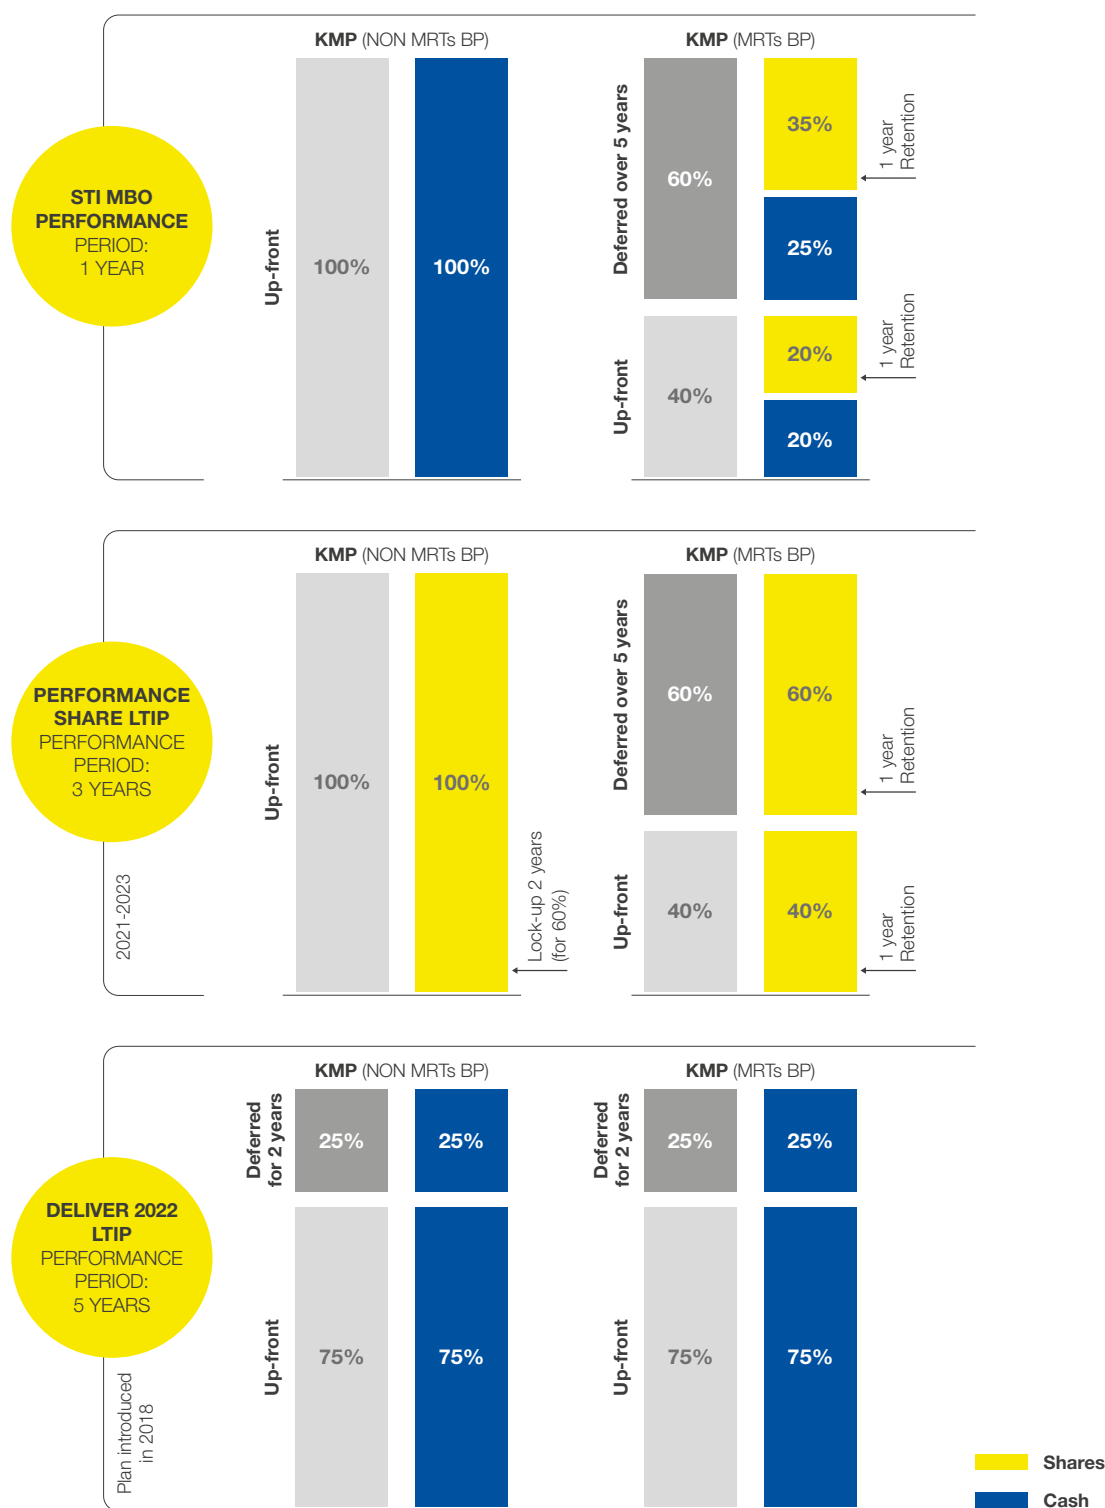 KMP (NON MRTs BP)
KMP (MRTs BP)
STI MBO
PERFORMANCE
PERIOD:
1 YEAR
Up-front
100%
100%
Deferred over 5 years
60%
35%
1 year
Retention
25%
Up-front
40%
20%
1 year
Retention
20%
KMP (NON MRTs BP)
KMP (MRTs BP)
PERFORMANCE
SHARE LTIP
PERFORMANCE
PERIOD:
3 YEARS
2021-2023
Up-front
100%
100%
Lock-up 2 years
(for 60%)
Deferred over 5 years
60%
60%
1 year
Retention
Up-front
40%
40%
1 year
Retention
KMP (NON MRTs BP)
KMP (MRTs BP)
DELIVER 2022
LTIP
PERFORMANCE
PERIOD:
5 YEARS
Plan introduced
in 2018
Deferred
for 2 years
25%
25%
Up-front
75%
75%
Deferred
for 2 years
25%
25%
Up-front
75%
75%
Shares
Cash